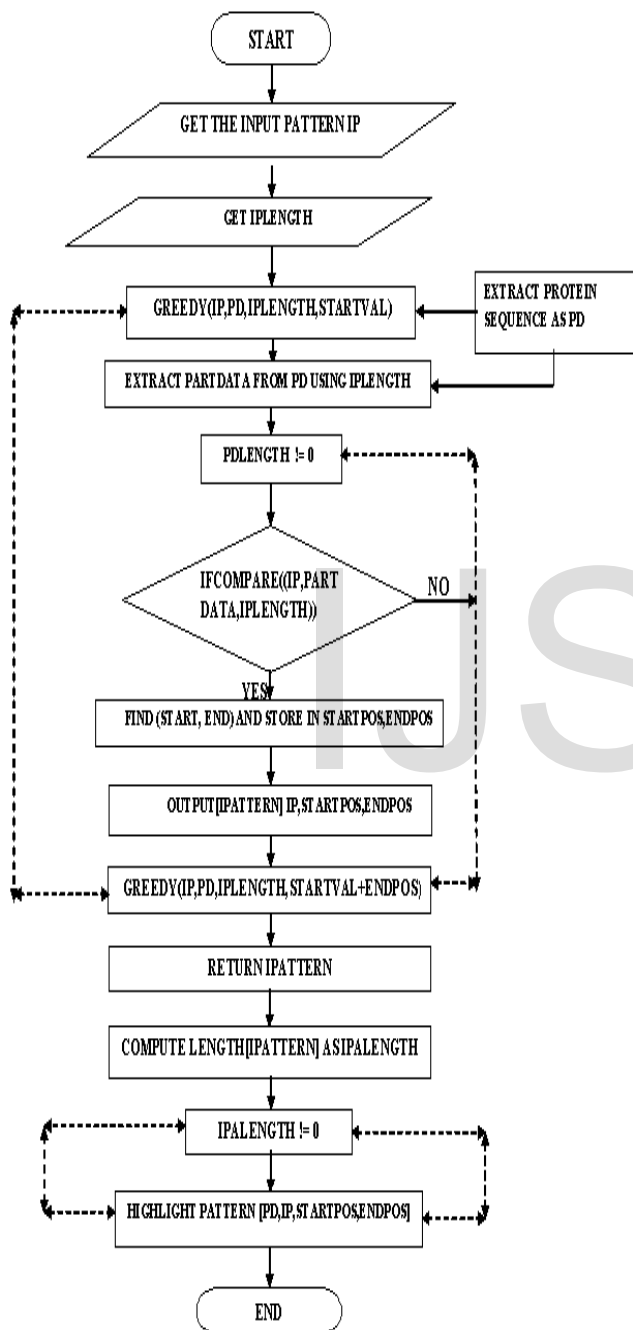 START
GET THE INPUT PATTERN IP
GET IPLENGTH
GREEDY(IP,PD,IPLENGTH,STARTVAL)
EXTRACT PROTEIN
SEQUENCE AS PD
EXTRACT PART DATA FROM PD USING IPLENGTH
PDLENGTH != 0
IFCOMPARE((IP,PART
DATA,IPLENGTH))
NO
YES
FIND (START, END) AND STORE IN STARTPOS,ENDPOS
OUTPUT[IPATTERN] IP,STARTPOS,ENDPOS
GREEDY(IP,PD,IPLENGTH, STARTVAL+ENDPOS)
RETURN IPATTERN
COMPUTE LENGTH[IPATTERN] AS IPALENGTH
IPALENGTH != 0
HIGHLIGHT PATTERN [PD,IP,STARTPOS,ENDPOS]
END
IJS